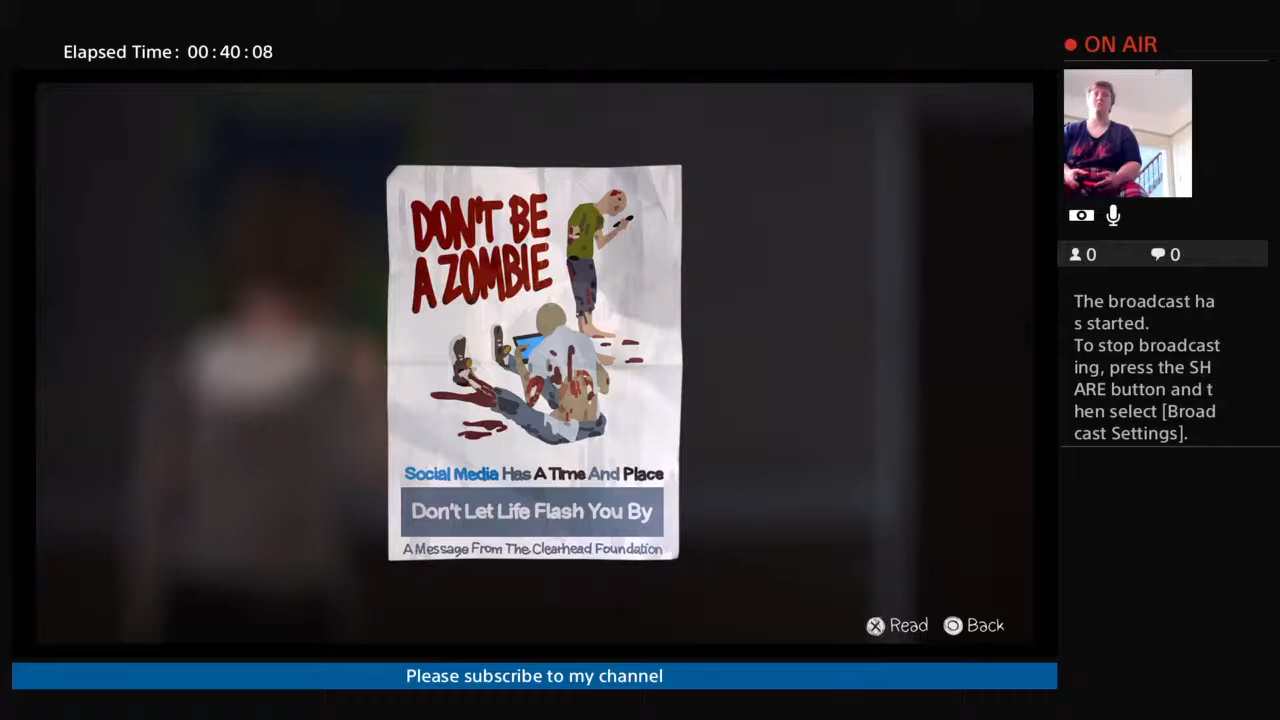 Elapsed Time: 00:40:08
ON AIR
DON'T BE
A ZOMBIE
0
0
The broadcast ha
s started.
To stop broadcast
ing, press the SH
ARE button and t
hen select [Broad
cast Settings].
Social Media Has A Time And Place
Don't Let Life Flash You By
A Message From The Clearhead Foundation
Read
Back
Please subscribe to my channel